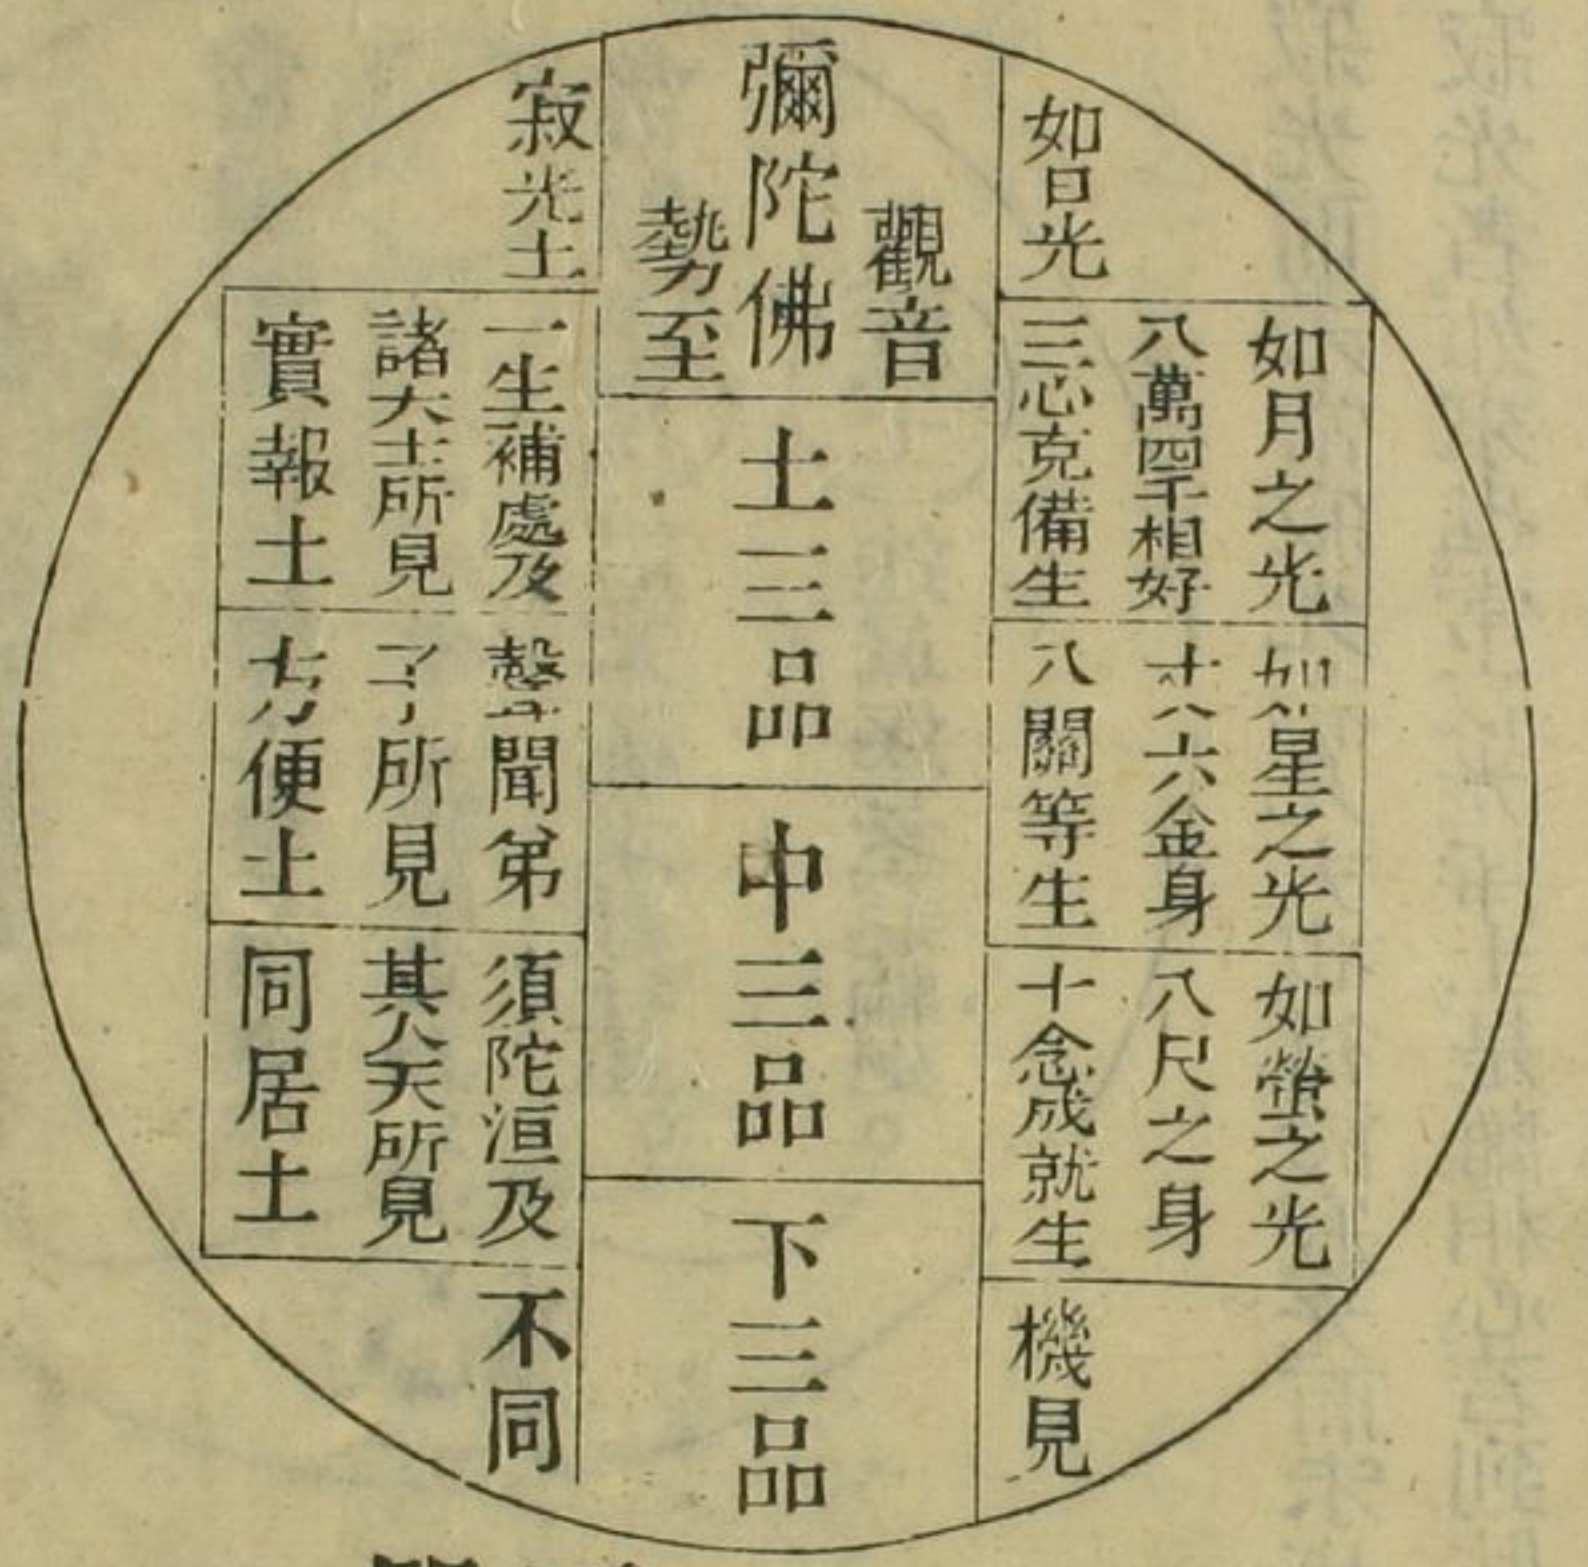 如日光
如月之光
八萬四千相好
三心克備生
如星之光
丈六金身
八關等生
如螢之光
八尺之身
十念成就生
機見
觀音
彌陀佛
勢至
土三品
中三品
下三品
寂光土
一生補處及
諸大士所見
實報土
聲聞弟
子所見
方便土
須陀洹及
其人天所見
同居土
不同